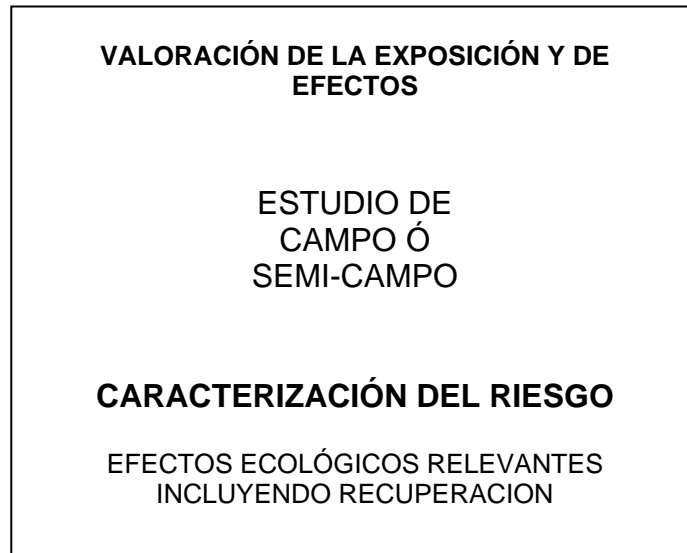 VALORACIÓN DE LA EXPOSICIÓN Y DE
EFECTOS
ESTUDIO DE
CAMPO Ó
SEMI-CAMPO
CARACTERIZACIÓN DEL RIESGO
EFECTOS ECOLÓGICOS RELEVANTES
INCLUYENDO RECUPERACION